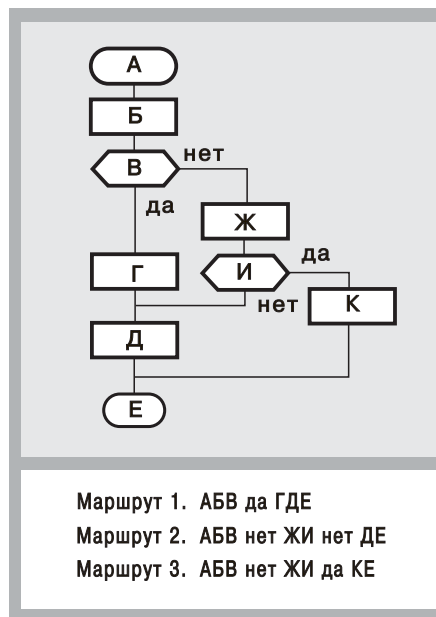 А
Б
В нет
да
Ж
Г И да
нет К
Д
Е
Маршрут 1. АБВ да ГДЕ
Маршрут 2. АБВ нет ЖИ нет ДЕ
Маршрут 3. АБВ нет ЖИ да КЕ